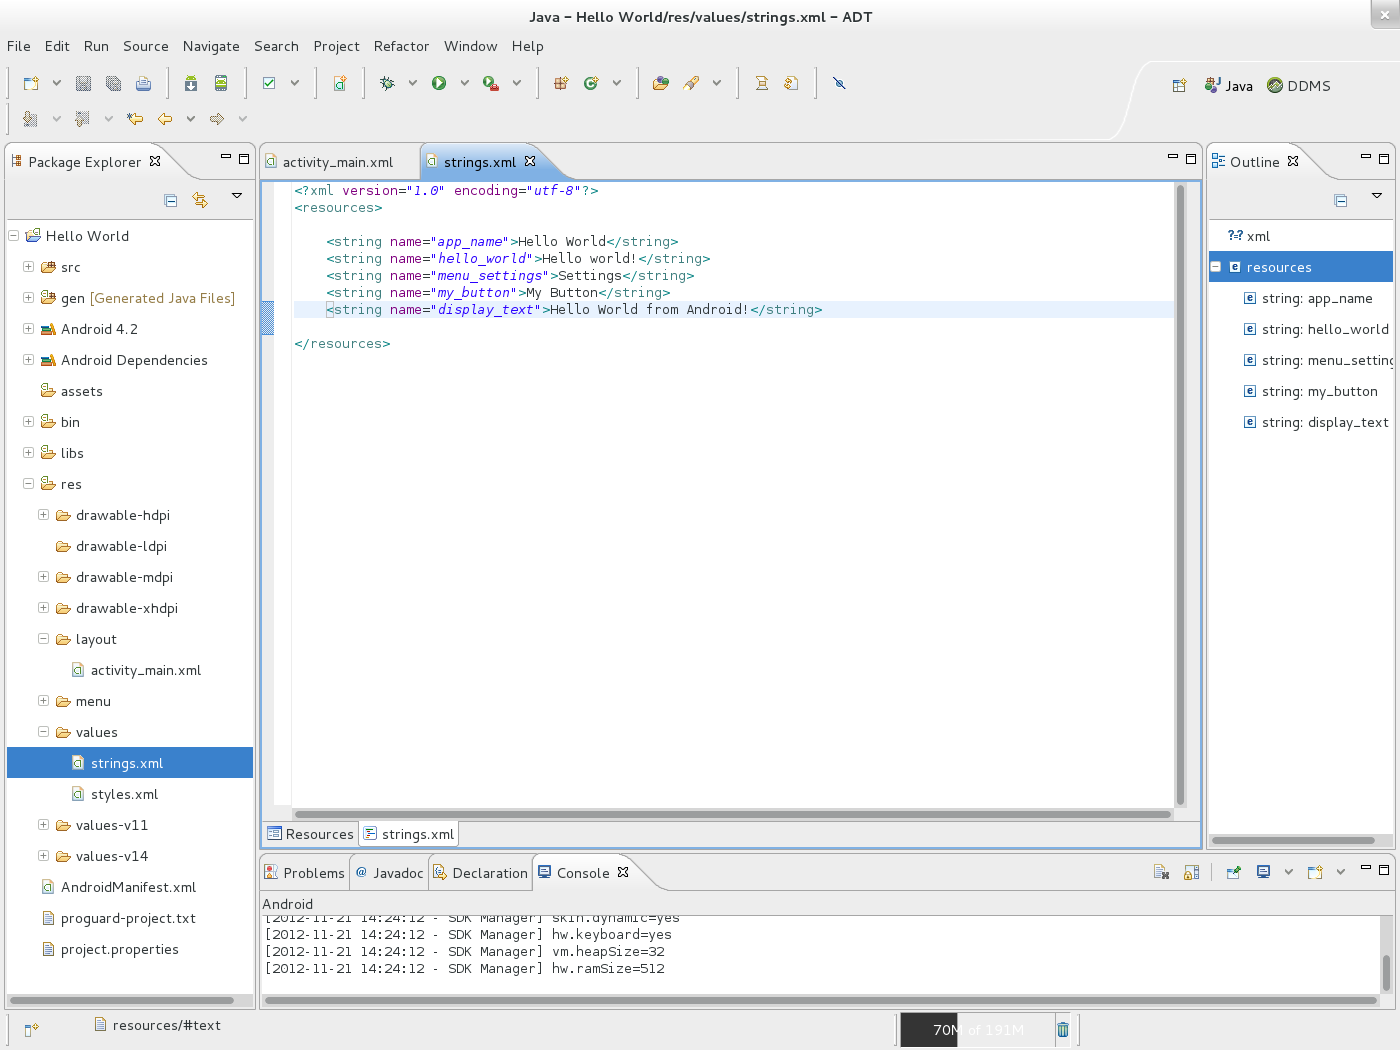 Java - Hello World/res/values/strings.xml - ADT
File Edit Run Source Navigate Search Project Refactor Window Help
Java DDMS
Package Explorer
Hello World
src
gen [Generated Java Files]
Android 4.2
Android Dependencies
assets
bin
libs
res
drawable-hdpi
drawable-ldpi
drawable-mdpi
drawable-xhdpi
layout
activity_main.xml
menu
values
strings.xml
styles.xml
values-v11
values-v14
AndroidManifest.xml
proguard-project.txt
project.properties
activity_main.xml strings.xml
<?xml version="1.0" encoding="utf-8"?>
<resources>
<string name="app_name">Hello World</string>
<string name="hello_world">Hello world!</string>
<string name="menu_settings">Settings</string>
<string name="my_button">My Button</string>
<string name="display_text">Hello World from Android!</string>
</resources>
Resources strings.xml
Outline
?-? xml
resources
string: app_name
string: hello_world
string: menu_setting
string: my_button
string: display_text
Problems @ Javadoc Declaration Console
Android
[2012-11-21 14:24:12 - SDK Manager] skin.dynamic=yes
[2012-11-21 14:24:12 - SDK Manager] hw.keyboard=yes
[2012-11-21 14:24:12 - SDK Manager] vm.heapSize=32
[2012-11-21 14:24:12 - SDK Manager] hw.ramSize=512
resources/#text
70M of 191M